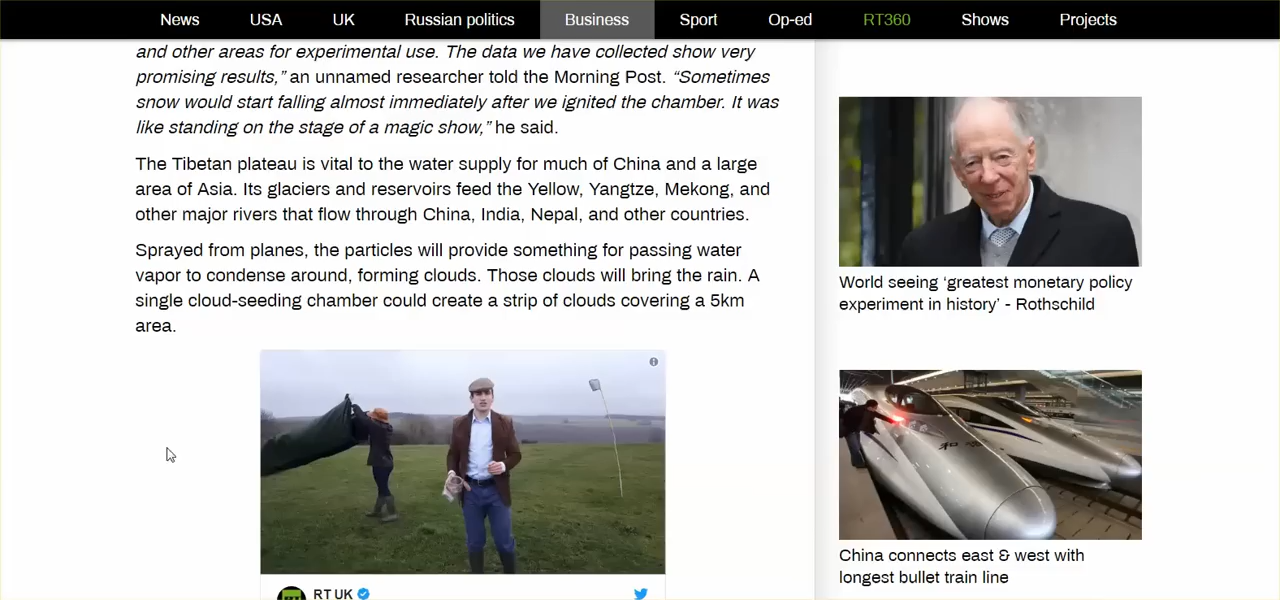 News USA UK Russian politics Business Sport Op-ed RT360 Shows Projects
and other areas for experimental use. The data we have collected show very
promising results,” an unnamed researcher told the Morning Post. “Sometimes
snow would start falling almost immediately after we ignited the chamber. It was
like standing on the stage of a magic show,” he said.
The Tibetan plateau is vital to the water supply for much of China and a large
area of Asia. Its glaciers and reservoirs feed the Yellow, Yangtze, Mekong, and
other major rivers that flow through China, India, Nepal, and other countries.
Sprayed from planes, the particles will provide something for passing water
vapor to condense around, forming clouds. Those clouds will bring the rain. A
single cloud-seeding chamber could create a strip of clouds covering a 5km
area.
RT UK
World seeing ‘greatest monetary policy
experiment in history’ - Rothschild
China connects east & west with
longest bullet train line